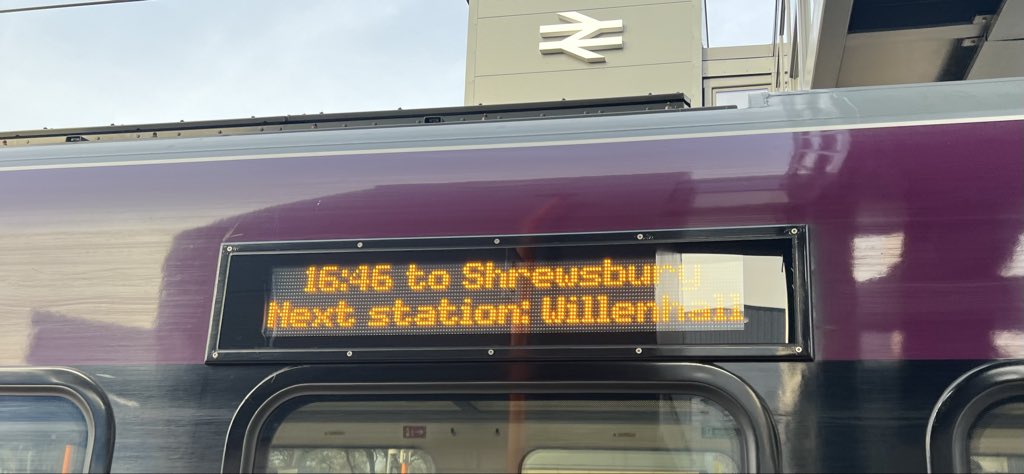 16:46 to Shrewsbury
Next station: Willenhall